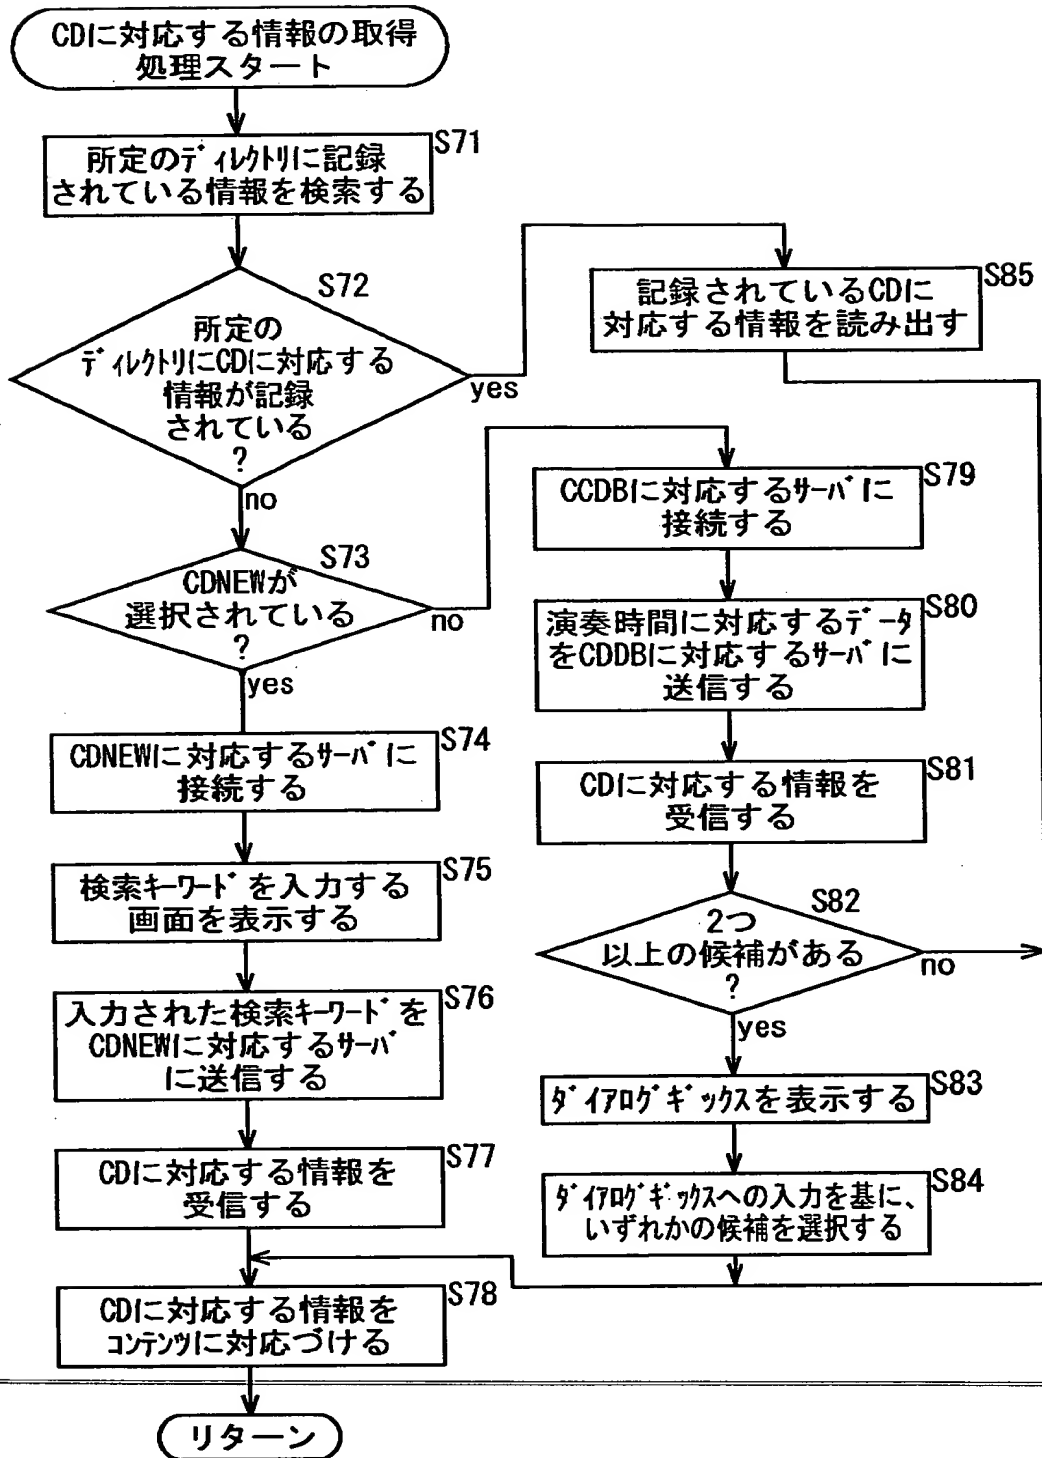 CDに対応する情報の取得
処理スタート
S71
所定のディレクトリに記録
されている情報を検索する
S72
所定の
ディレクトリにCDに対応する
情報が記録
されている
?
yes
no
S85
記録されているCDに
対応する情報を読み出す
S73
CDNEWが
選択されている
?
no
yes
S79
CCDBに対応するサーバに
接続する
S80
演奏時間に対応するデータ
をCDDBに対応するサーバに
送信する
S81
CDに対応する情報を
受信する
S82
2つ
以上の候補がある
?
no
yes
S83
ダイアログギックスを表示する
S84
ダイアログギックスへの入力を基に、
いずれかの候補を選択する
S74
CDNEWに対応するサーバに
接続する
S75
検索キーワードを入力する
画面を表示する
S76
入力された検索キーワードを
CDNEWに対応するサーバ
に送信する
S77
CDに対応する情報を
受信する
S78
CDに対応する情報を
コンテンツに対応づける
リターン